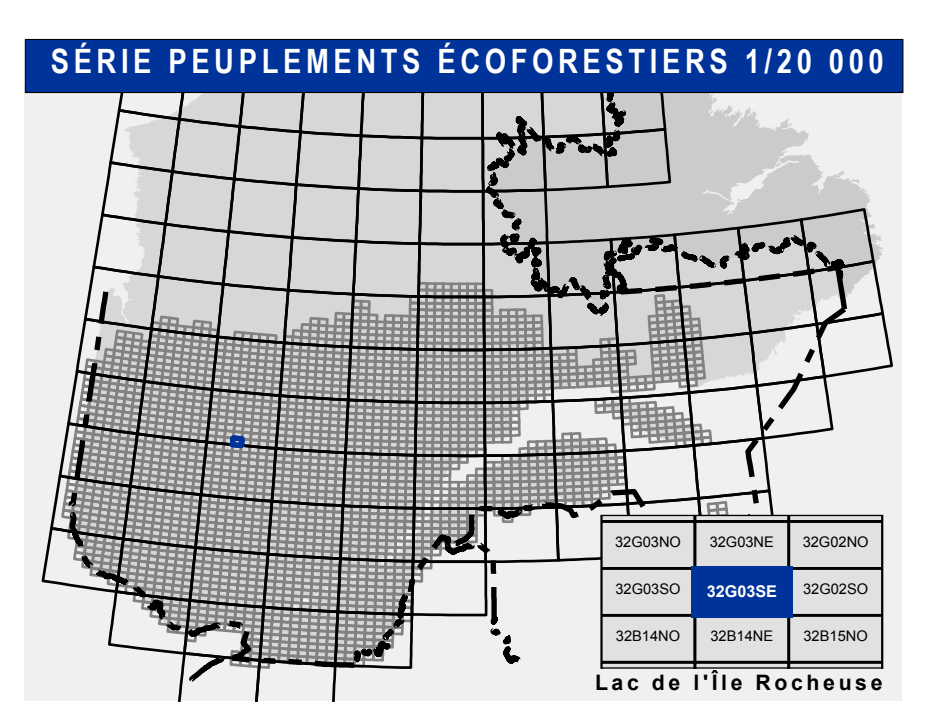 SÉRIE PEUPLEMENTS ÉCOFORESTIERS 1/20 000
32G03NO 32G03NE 32G02NO
32G03SO 32G03SE 32G02SO
32B14NO 32B14NE 32B15NO
Lac de l'Île Rocheuse